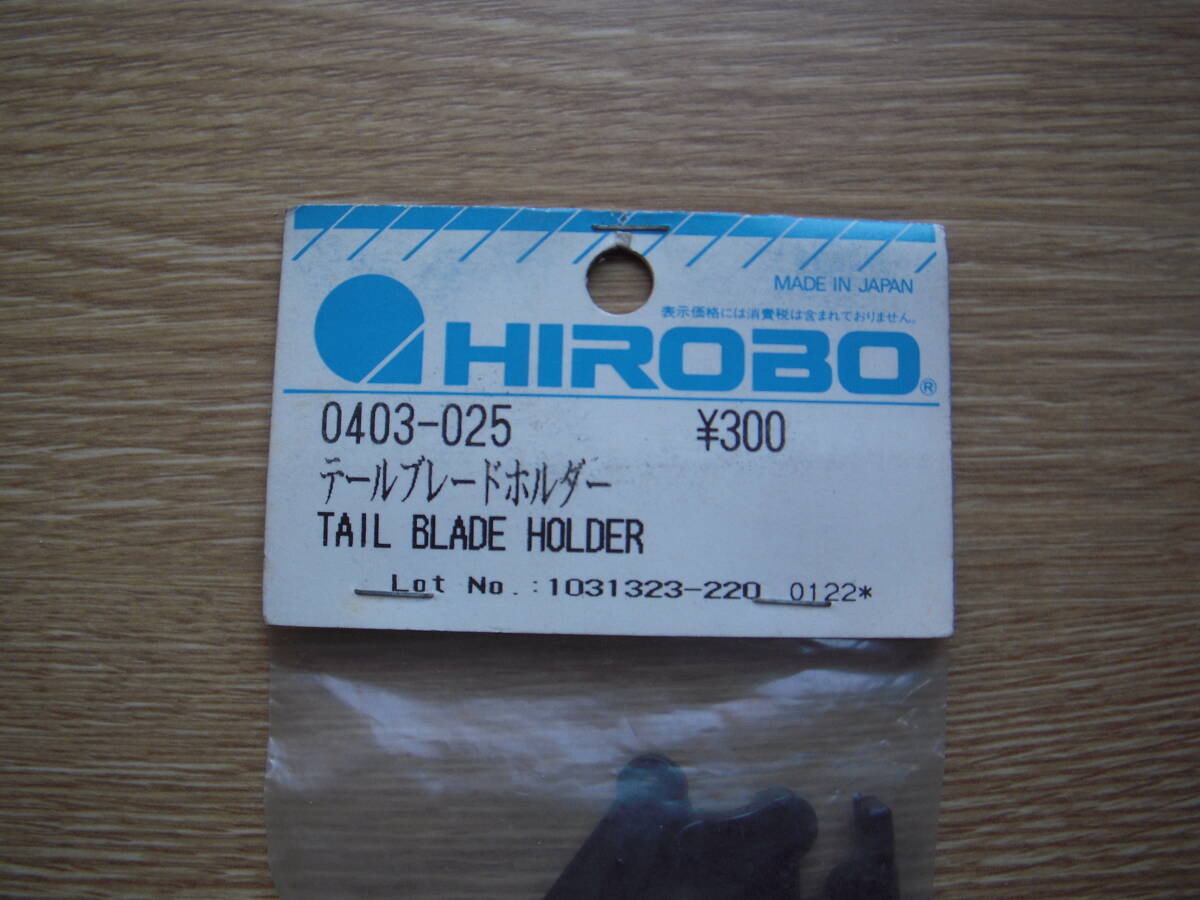 MADE IN JAPAN
表示価格には消費税は含まれておりません。
HIROBO®
0403-025 ¥300
テールブレードホルダー
TAIL BLADE HOLDER
Lot No.:1031323-220 0122*